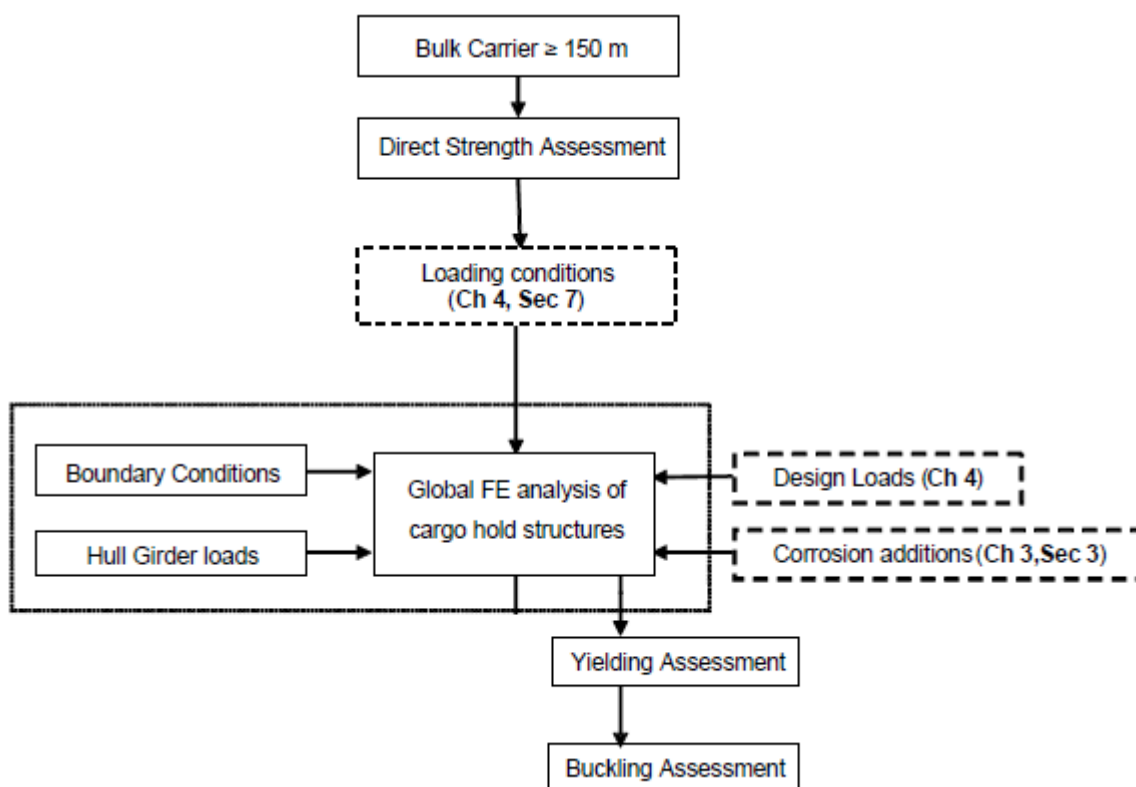 Bulk Carrier ≥ 150 m
Direct Strength Assessment
Loading conditions
(Ch 4, Sec 7)
Boundary Conditions
Global FE analysis of
cargo hold structures
Design Loads (Ch 4)
Hull Girder loads
Corrosion additions (Ch 3,Sec 3)
Yielding Assessment
Buckling Assessment